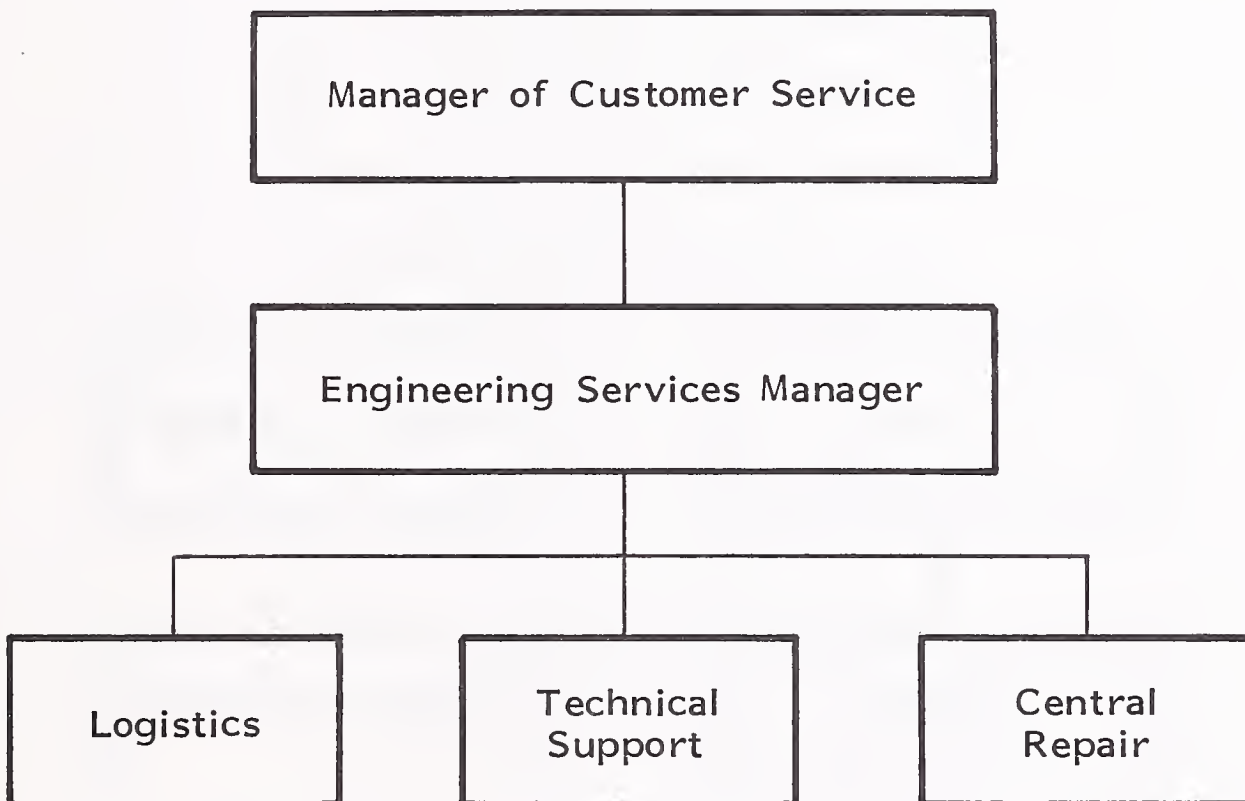 Manager of Customer Service
Engineering Services Manager
Logistics
Technical
Support
Central
Repair